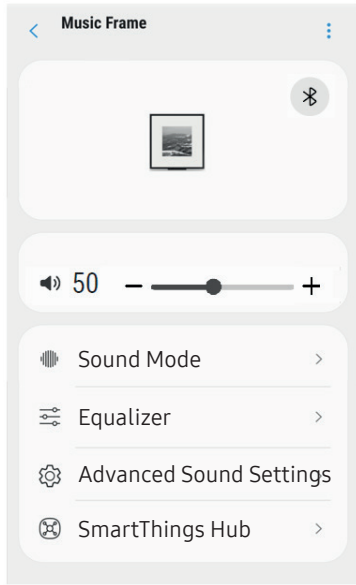 Music Frame
50
Sound Mode
Equalizer
Advanced Sound Settings
SmartThings Hub